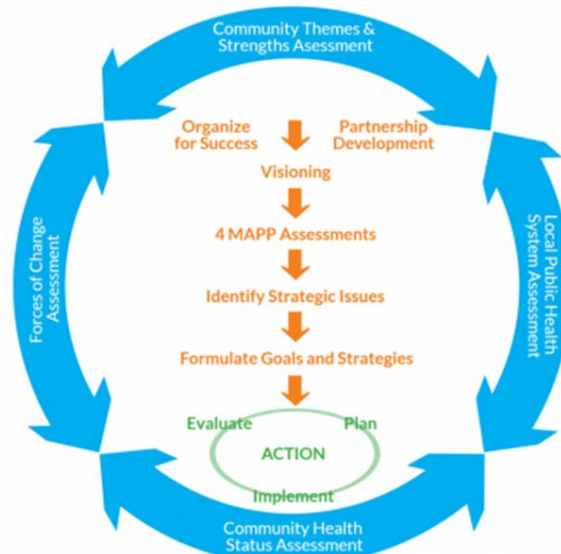 Community Themes &
Strengths Asessment
Organize
for Success
Partnership
Development
Visioning
4 MAPP Assessments
Identify Strategic Issues
Formulate Goals and Strategies
Evaluate
Plan
ACTION
Implement
Forces of Change
Assessment
Local Public Health
System Assessment
Community Health
Status Assessment